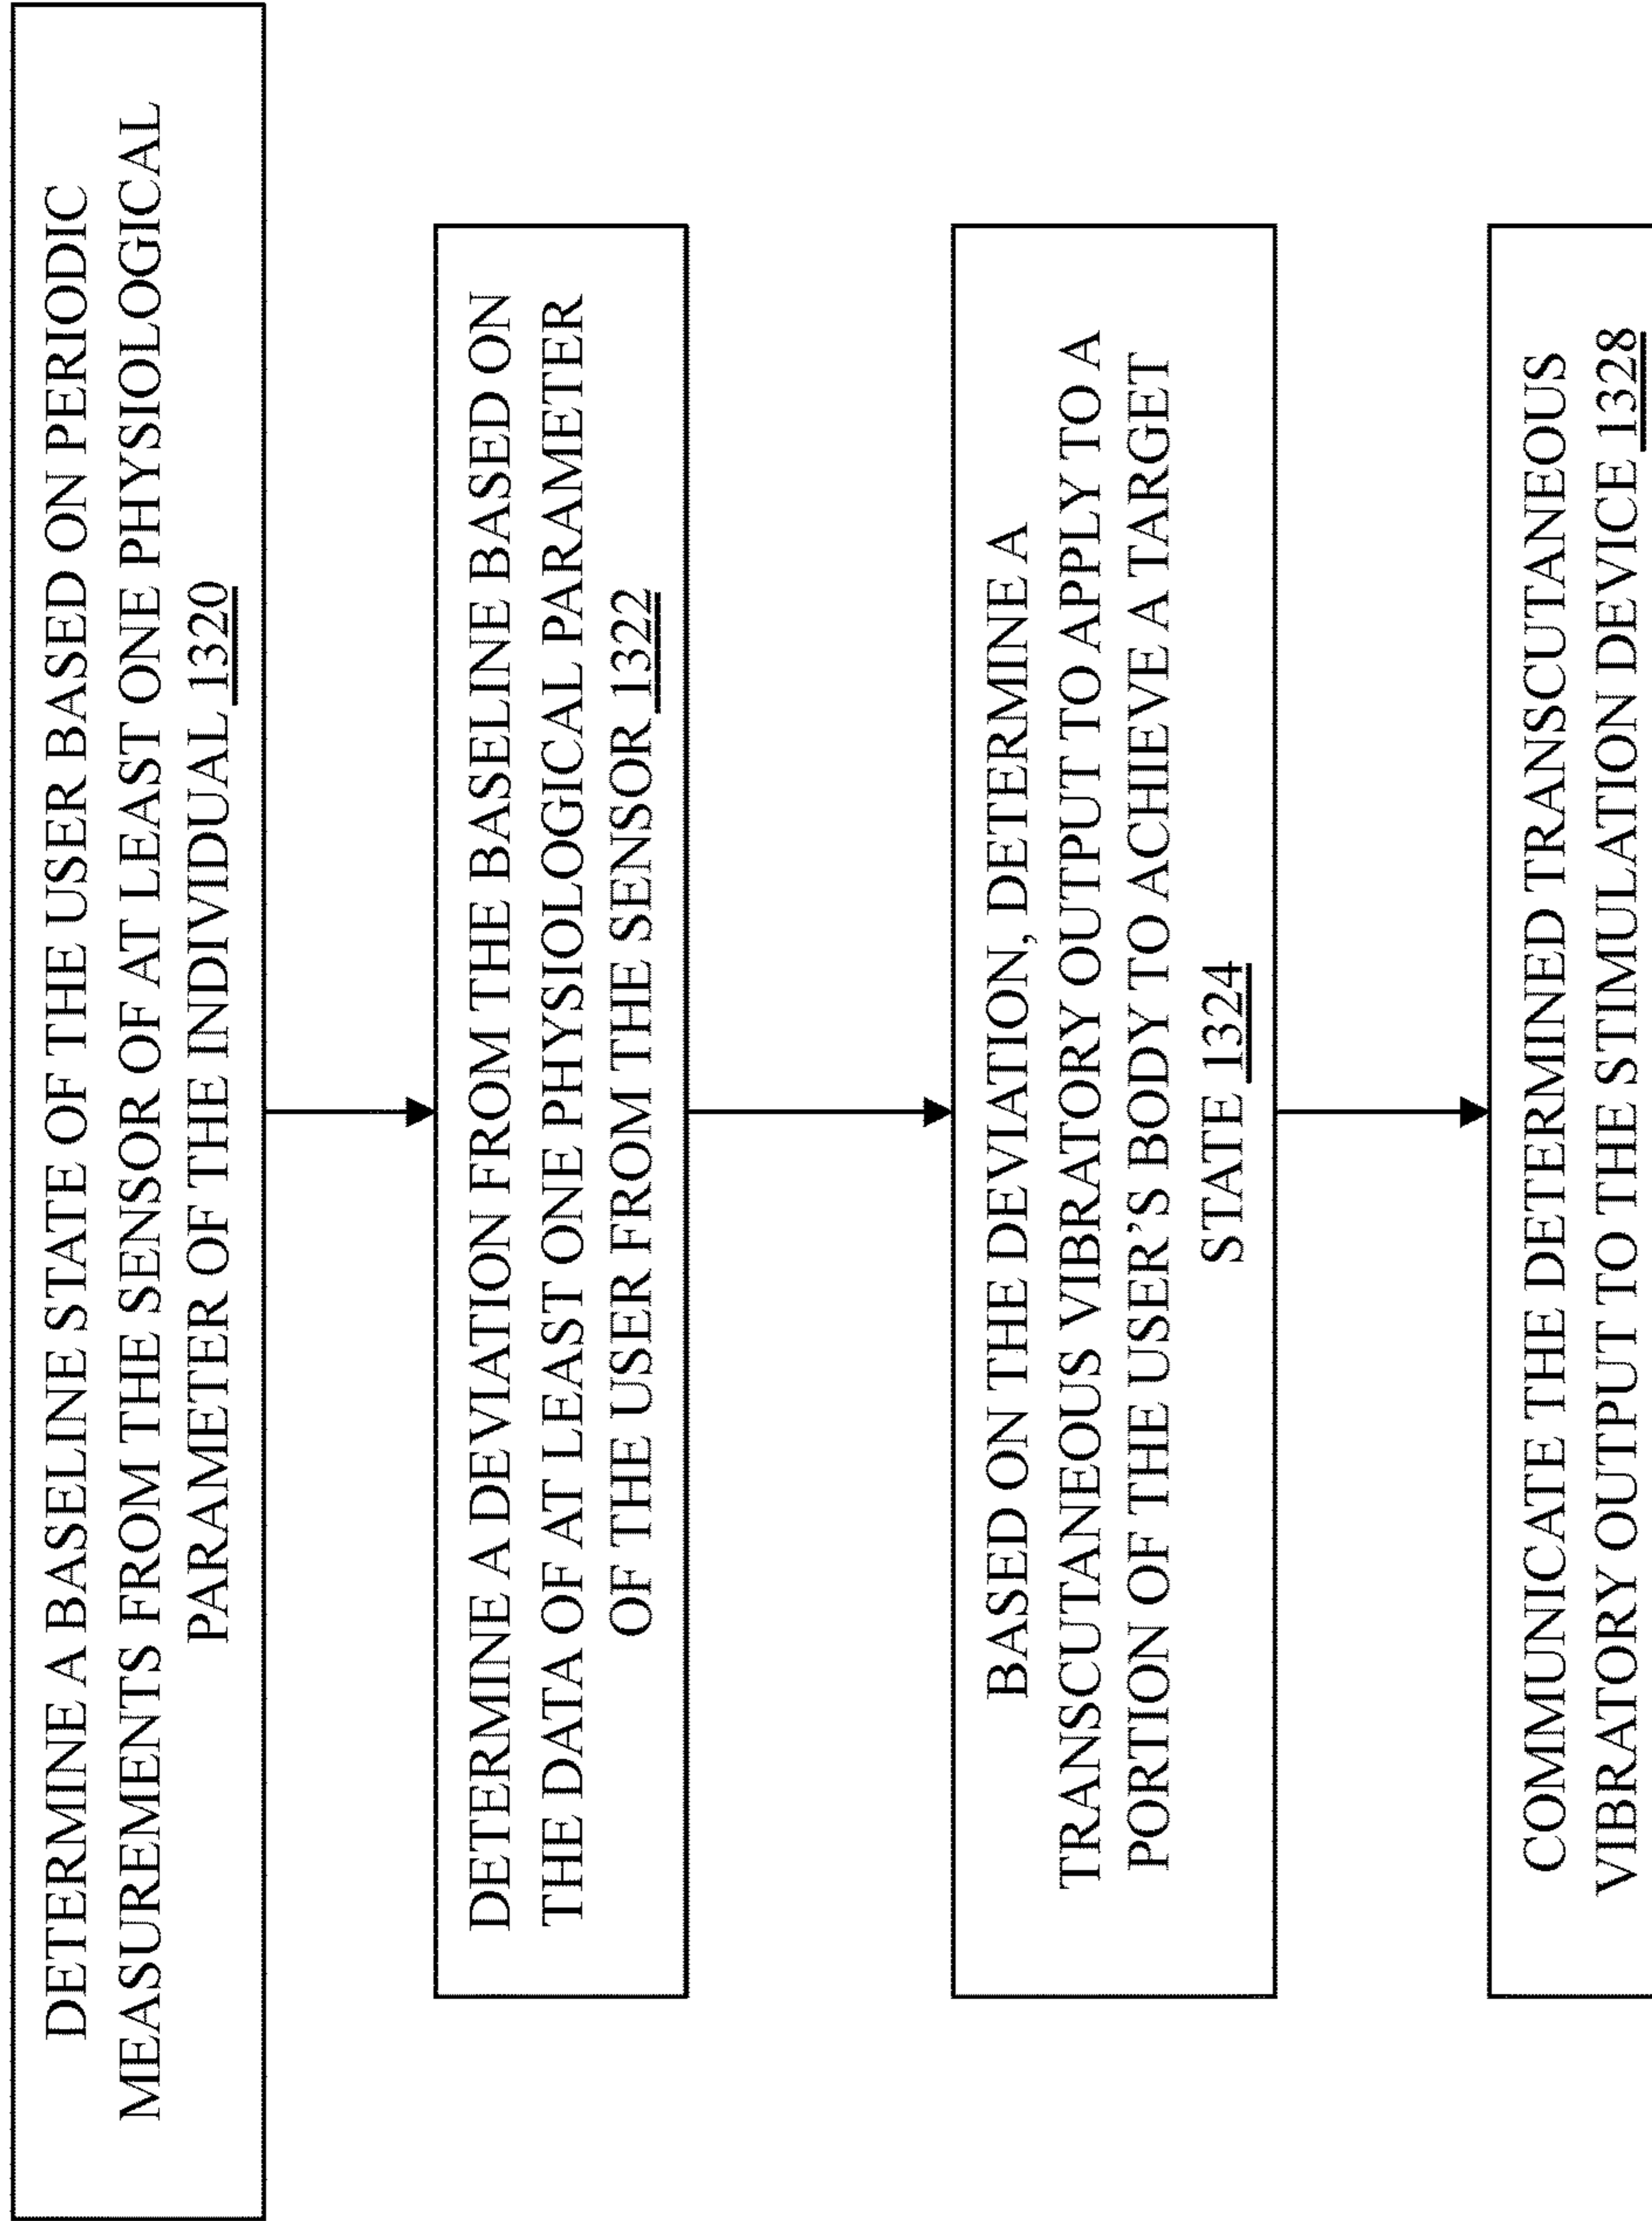 DETERMINE A BASELINE STATE OF THE USER BASED ON PERIODIC
MEASUREMENTS FROM THE SENSOR OF AT LEAST ONE PHYSIOLOGICAL
PARAMETER OF THE INDIVIDUAL 1320
DETERMINE A DEVIATION FROM THE BASELINE BASED ON
THE DATA OF AT LEAST ONE PHYSIOLOGICAL PARAMETER
OF THE USER FROM THE SENSOR 1322
BASED ON THE DEVIATION, DETERMINE A
TRANSCUTANEOUS VIBRATORY OUTPUT TO APPLY TO A
PORTION OF THE USER'S BODY TO ACHIEVE A TARGET
STATE 1324
COMMUNICATE THE DETERMINED TRANSCUTANEOUS
VIBRATORY OUTPUT TO THE STIMULATION DEVICE 1328